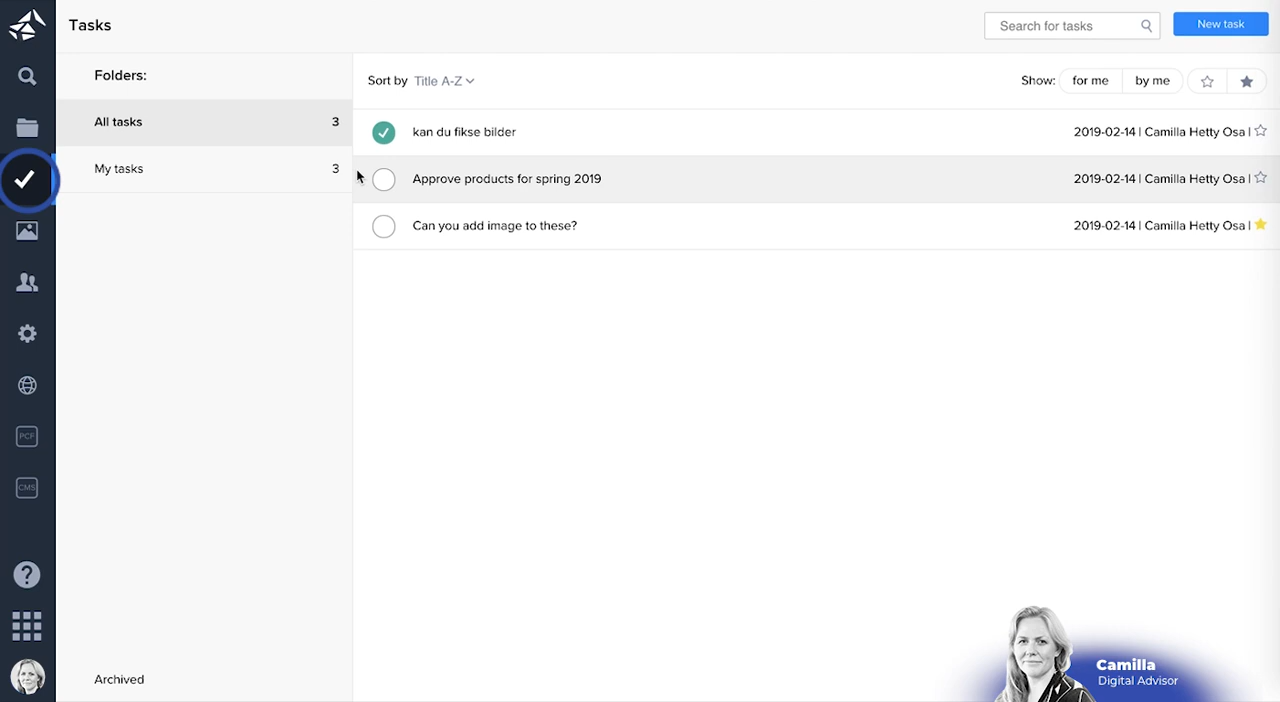 Tasks
Search for tasks
New task
Folders:
Sort by Title A-Z
Show: for me by me
All tasks 3
kan du fikse bilder 2019-02-14 | Camilla Hetty Osa |
My tasks 3
Approve products for spring 2019 2019-02-14 | Camilla Hetty Osa |
Can you add image to these? 2019-02-14 | Camilla Hetty Osa |
PCF
CMS
?
Archived
Camilla
Digital Advisor